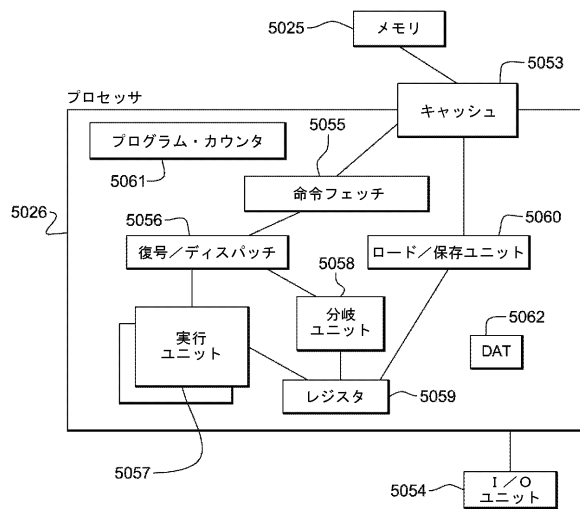 5025
メモリ
5053
プロセッサ
キャッシュ
5055
プログラム・カウンタ
5061
命令フェッチ
5026
5056
5060
復号／ディスパッチ
5058
ロード／保存ユニット
実行
ユニット
分岐
ユニット
5062
DAT
レジスタ
5059
5057
5054
I／O
ユニット